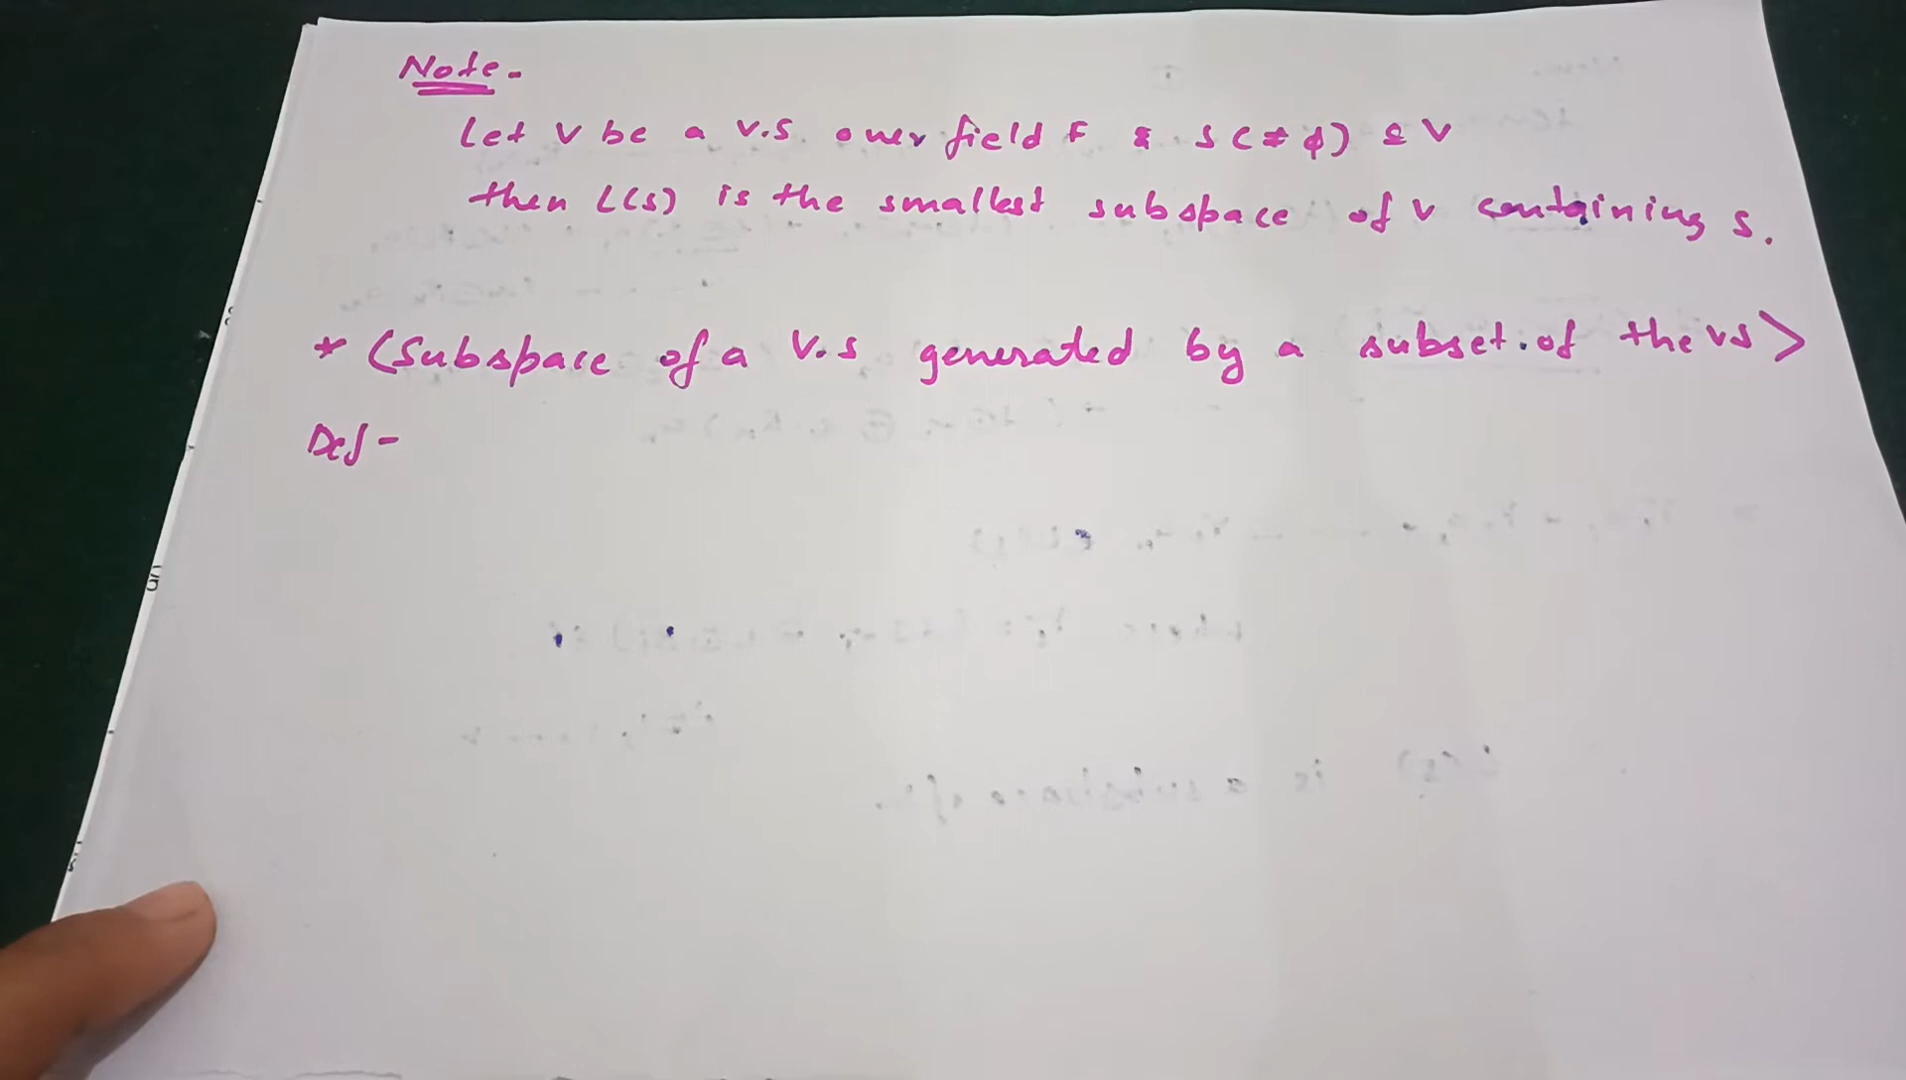 Note-
Let V be a V.S over field F & S(≠φ) ⊆ V
then L(S) is the smallest subspace of V containing S.
* <Subspace of a V.S generated by a subset of the VS>
Def-